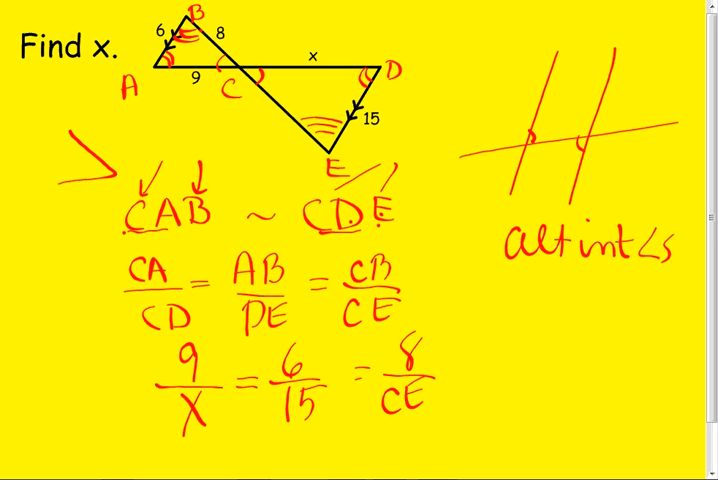 Find x.
B
6
8
x
A
9
C
D
15
E
CAB ~ CDE
alt int ∠s
CA/CD = AB/DE = CB/CE
9/x = 6/15 = 8/CE